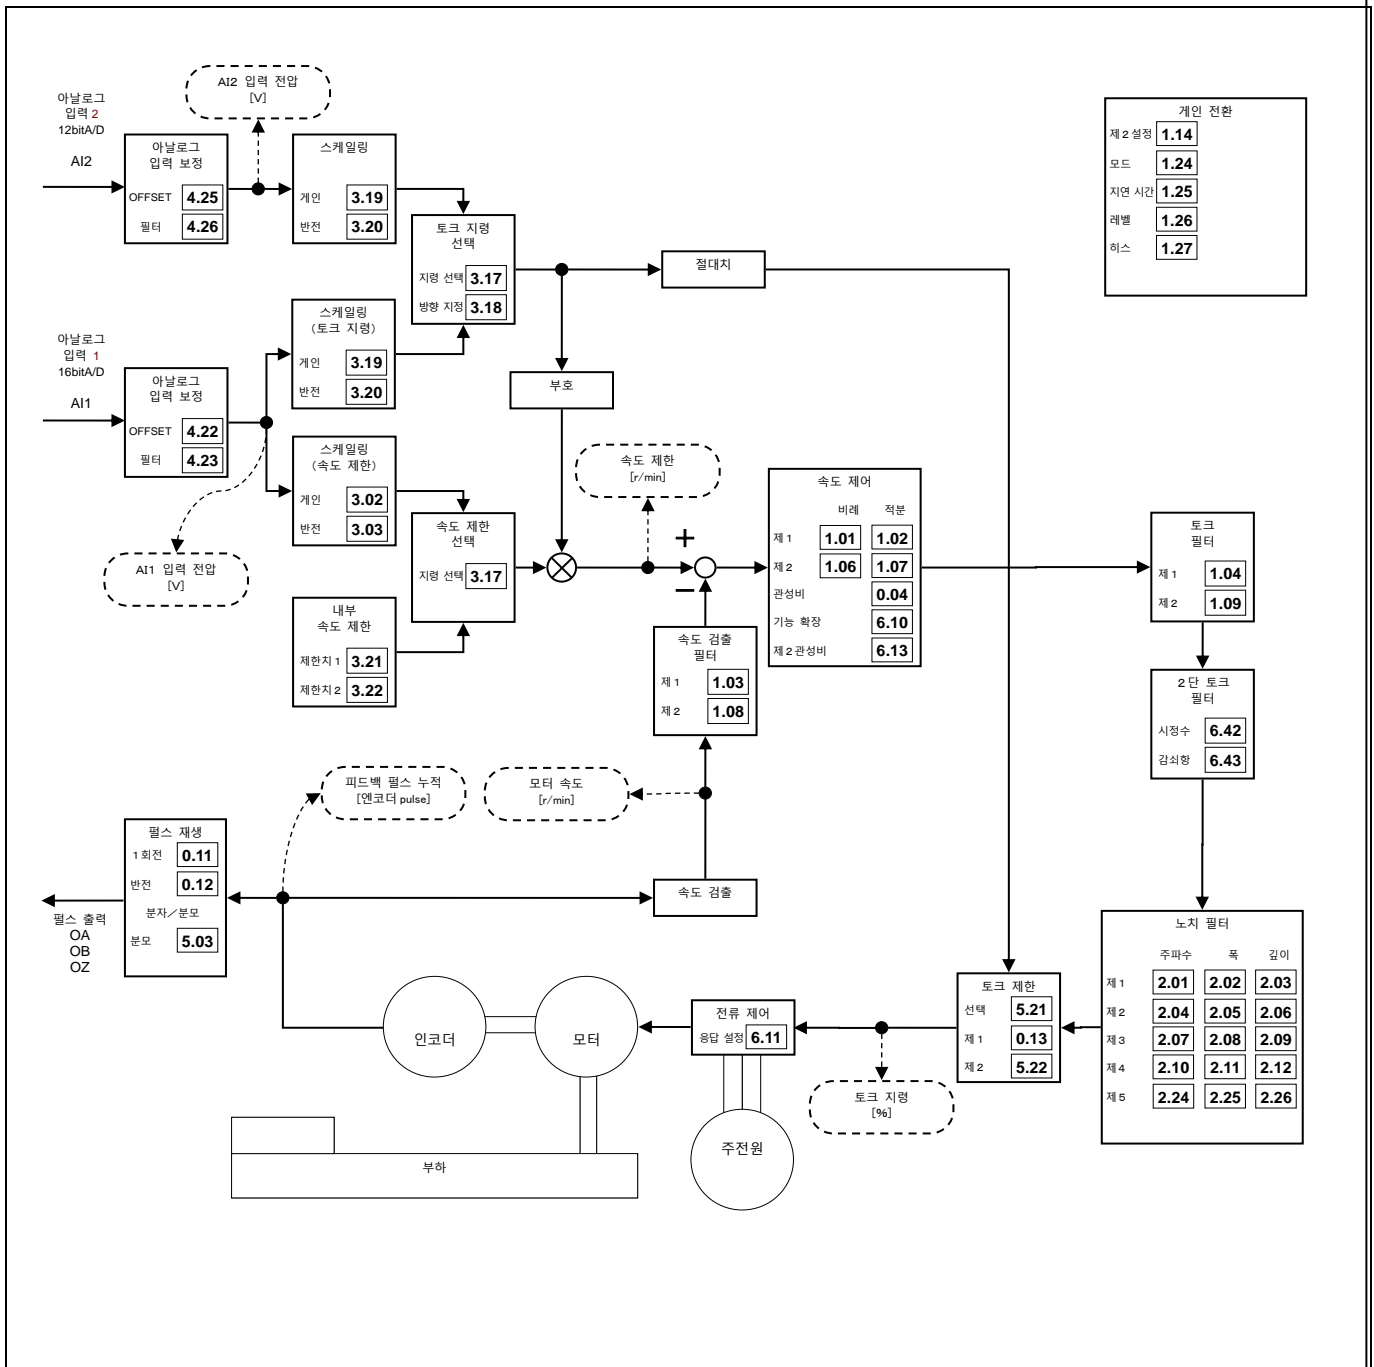 AI2 입력 전압
[V]
아날로그
입력 2
12bitA/D
AI2
아날로그
입력 보정
OFFSET 4.25
필터 4.26
스케일링
게인 3.19
반전 3.20
토크 지령
선택
지령 선택 3.17
방향 지정 3.18
절대치
게인 전환
제2설정 1.14
모드 1.24
지연 시간 1.25
레벨 1.26
히스 1.27
아날로그
입력 1
16bitA/D
AI1
아날로그
입력 보정
OFFSET 4.22
필터 4.23
스케일링
(토크 지령)
게인 3.19
반전 3.20
부호
스케일링
(속도 제한)
게인 3.02
반전 3.03
AI1 입력 전압
[V]
속도 제한
선택
지령 선택 3.17
내부
속도 제한
제한치1 3.21
제한치2 3.22
속도 제한
[r/min]
+
−
속도 제어
비례 적분
제1 1.01 1.02
제2 1.06 1.07
관성비 0.04
기능 확장 6.10
제2관성비 6.13
토크
필터
제1 1.04
제2 1.09
속도 검출
필터
제1 1.03
제2 1.08
2단 토크
필터
시정수 6.42
감쇠항 6.43
피드백 펄스 누적
[엔코더 pulse]
모터 속도
[r/min]
펄스 재생
1회전 0.11
반전 0.12
분자/분모
분모 5.03
펄스 출력
OA
OB
OZ
속도 검출
노치 필터
주파수 폭 깊이
제1 2.01 2.02 2.03
제2 2.04 2.05 2.06
제3 2.07 2.08 2.09
제4 2.10 2.11 2.12
제5 2.24 2.25 2.26
토크 제한
선택 5.21
제1 0.13
제2 5.22
인코더
모터
전류 제어
응답 설정 6.11
토크 지령
[%]
주전원
부하